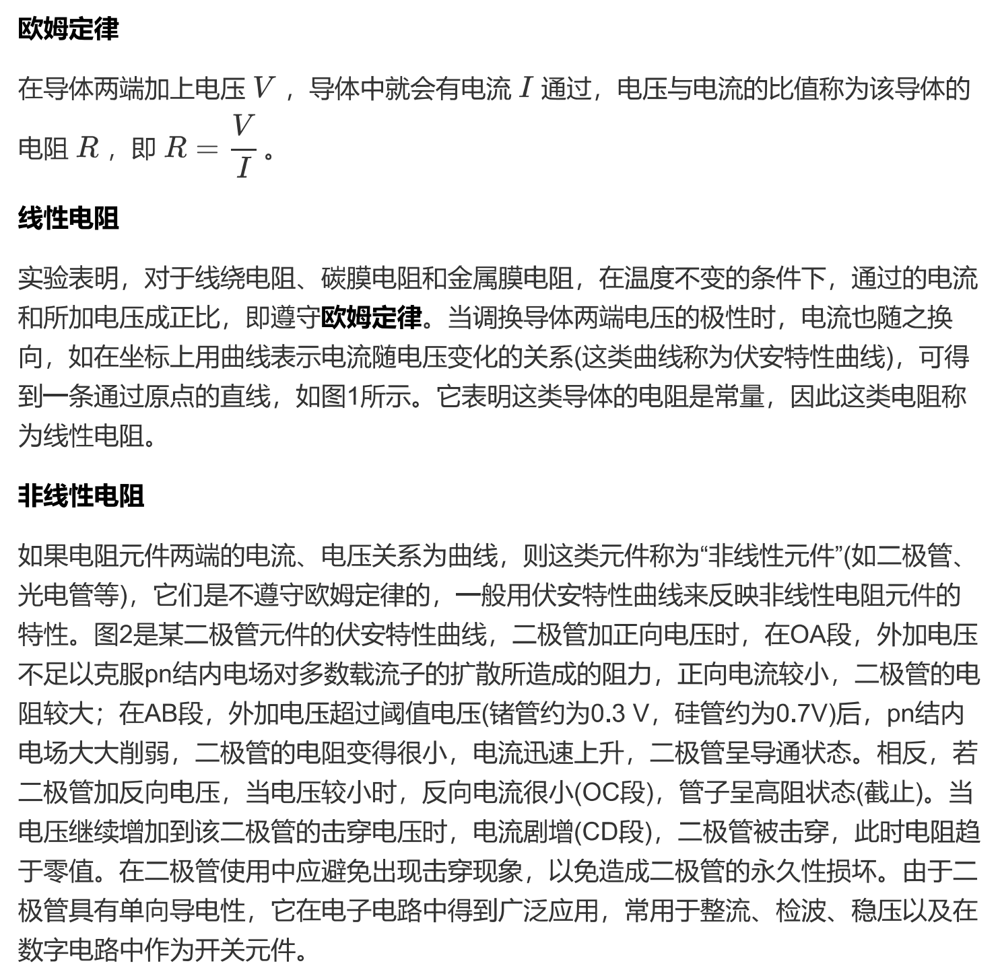 欧姆定律
在导体两端加上电压 V ，导体中就会有电流 I 通过，电压与电流的比值称为该导体的
电阻 R ，即 R = V/I 。
线性电阻
实验表明，对于线绕电阻、碳膜电阻和金属膜电阻，在温度不变的条件下，通过的电流
和所加电压成正比，即遵守欧姆定律。当调换导体两端电压的极性时，电流也随之换
向，如在坐标上用曲线表示电流随电压变化的关系(这类曲线称为伏安特性曲线)，可得
到一条通过原点的直线，如图1所示。它表明这类导体的电阻是常量，因此这类电阻称
为线性电阻。
非线性电阻
如果电阻元件两端的电流、电压关系为曲线，则这类元件称为“非线性元件”(如二极管、
光电管等)，它们是不遵守欧姆定律的，一般用伏安特性曲线来反映非线性电阻元件的
特性。图2是某二极管元件的伏安特性曲线，二极管加正向电压时，在OA段，外加电压
不足以克服pn结内电场对多数载流子的扩散所造成的阻力，正向电流较小，二极管的电
阻较大；在AB段，外加电压超过阈值电压(锗管约为0.3 V，硅管约为0.7V)后，pn结内
电场大大削弱，二极管的电阻变得很小，电流迅速上升，二极管呈导通状态。相反，若
二极管加反向电压，当电压较小时，反向电流很小(OC段)，管子呈高阻状态(截止)。当
电压继续增加到该二极管的击穿电压时，电流剧增(CD段)，二极管被击穿，此时电阻趋
于零值。在二极管使用中应避免出现击穿现象，以免造成二极管的永久性损坏。由于二
极管具有单向导电性，它在电子电路中得到广泛应用，常用于整流、检波、稳压以及在
数字电路中作为开关元件。